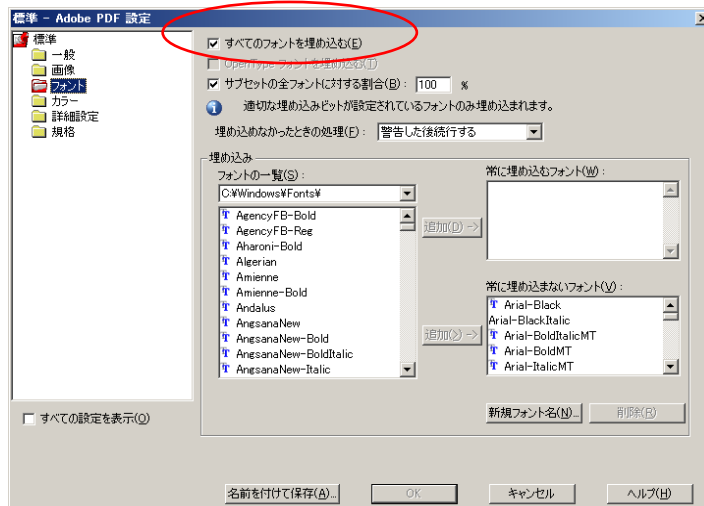 標準 - Adobe PDF 設定
標準
一般
画像
フォント
カラー
詳細設定
規格
すべての設定を表示(O)
すべてのフォントを埋め込む(E)
OpenType フォントを埋め込む(T)
サブセットの全フォントに対する割合(B): 100 %
適切な埋め込みビットが設定されているフォントのみ埋め込まれます。
埋め込めなかったときの処理(F): 警告した後続行する
埋め込み
フォントの一覧(S):
C:¥Windows¥Fonts¥
AgencyFB-Bold
AgencyFB-Reg
Aharoni-Bold
Algerian
Amienne
Amienne-Bold
Andalus
AngsanaNew
AngsanaNew-Bold
AngsanaNew-BoldItalic
AngsanaNew-Italic
追加(D) ->
追加(X) ->
常に埋め込むフォント(W):
常に埋め込まないフォント(V):
Arial-Black
Arial-BlackItalic
Arial-BoldItalicMT
Arial-BoldMT
Arial-ItalicMT
新規フォント名(N)...
削除(R)
名前を付けて保存(A)...
OK
キャンセル
ヘルプ(H)